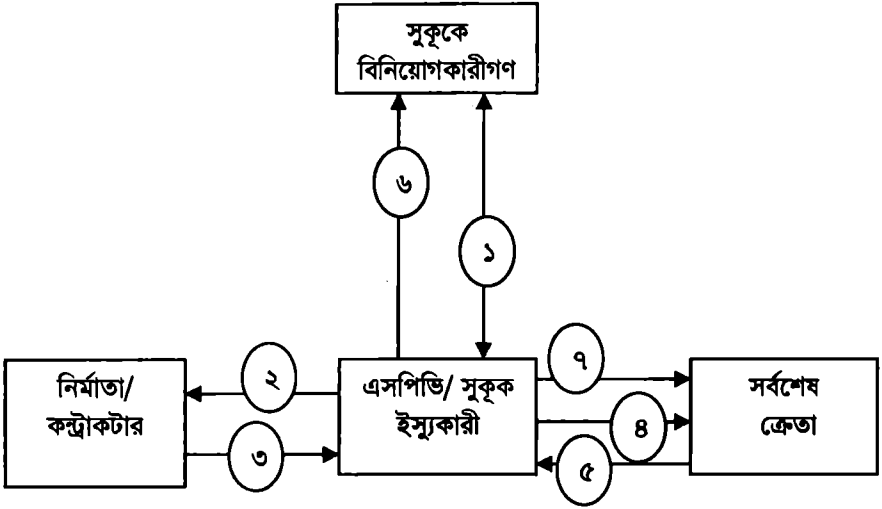 সুকূকে
বিনিয়োগকারীগণ
৬
১
৭
নির্মাতা/
কন্ট্রাকটার
২
এসপিভি/ সুকূক
ইস্যুকারী
সর্বশেষ
ক্রেতা
৪
৩
৫